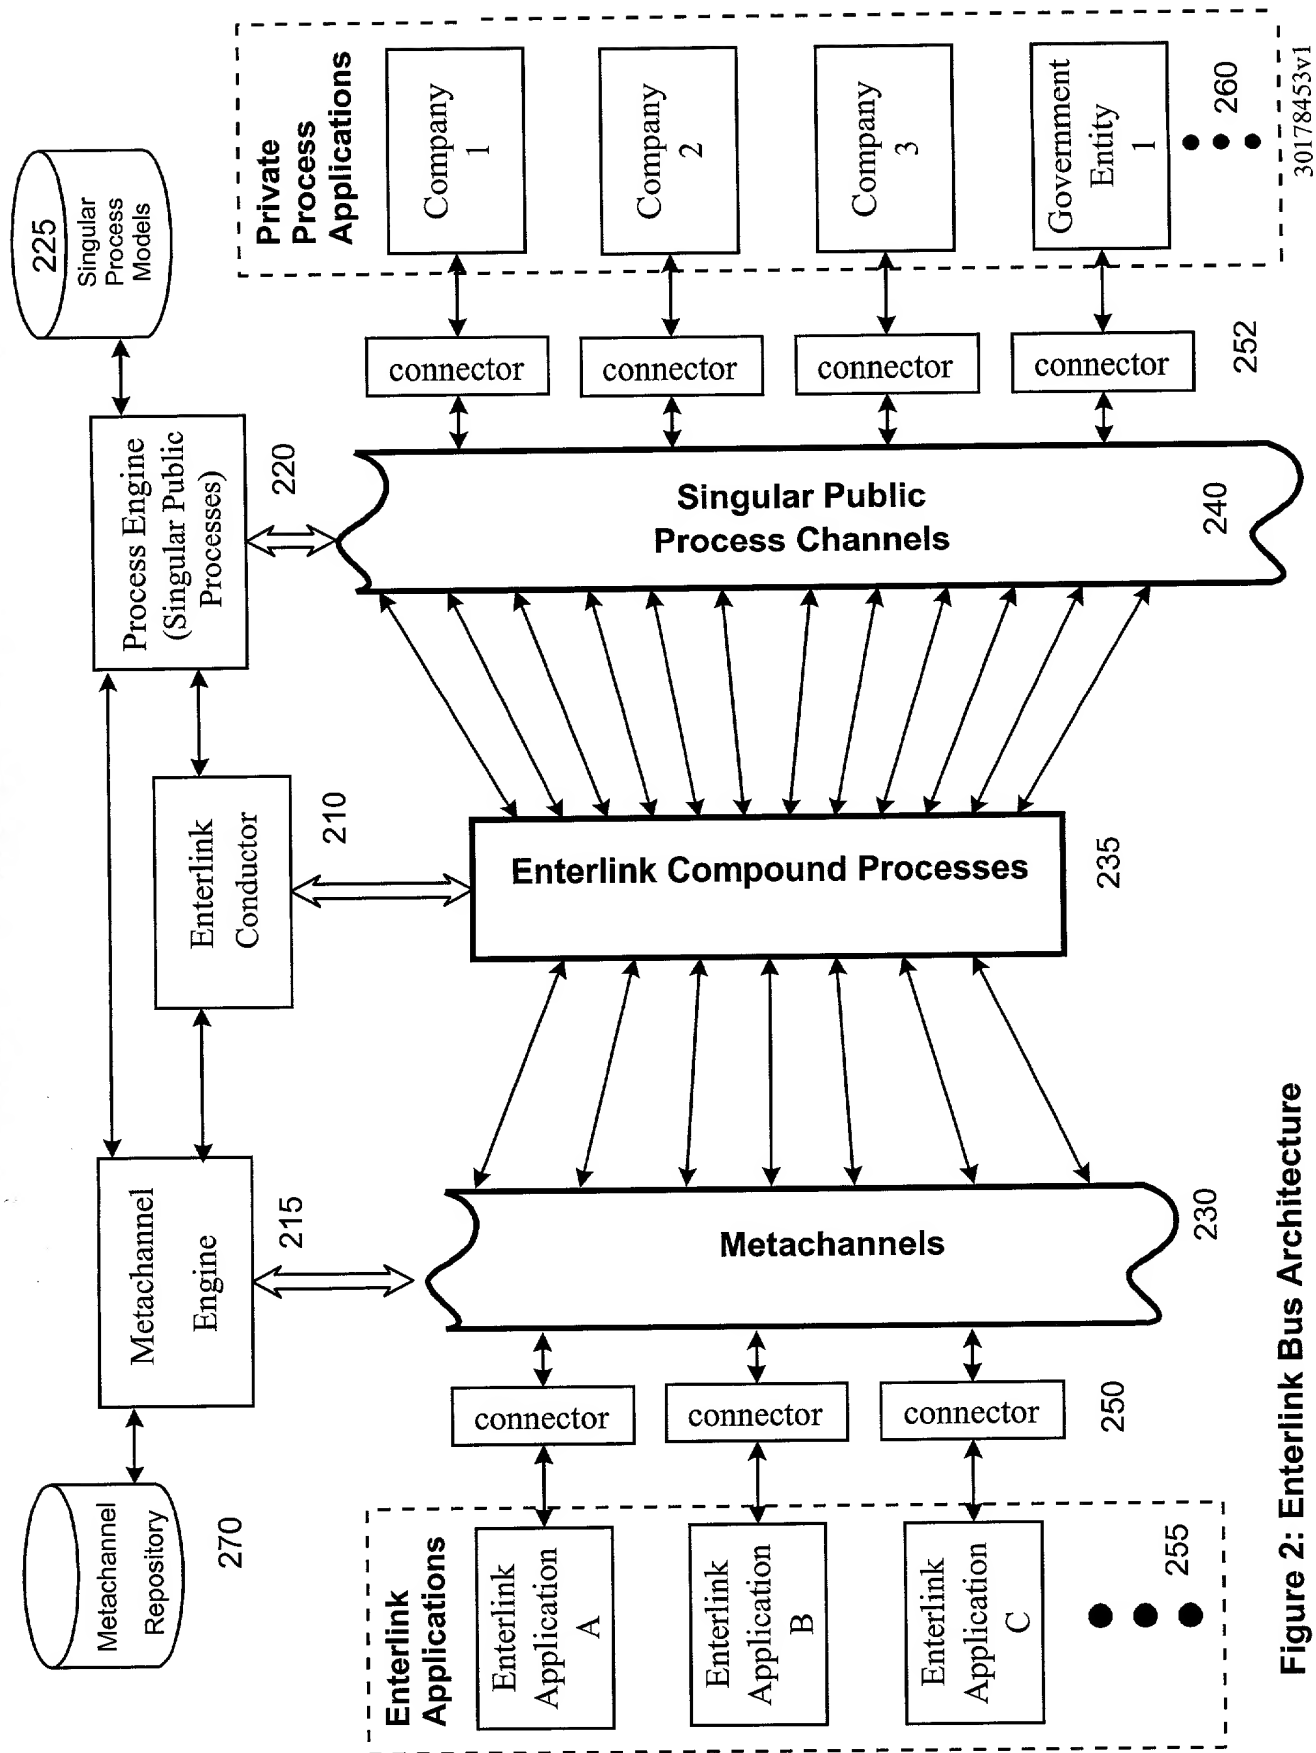 Metachannel
Repository
270
Metachannel
Engine
215
Enterlink
Conductor
210
Process Engine
(Singular Public
Processes)
220
225
Singular
Process
Models
Enterlink
Applications
Enterlink
Application
A
Enterlink
Application
B
Enterlink
Application
C
255
connector
connector
connector
250
Metachannels
230
Enterlink Compound Processes
235
Singular Public
Process Channels
240
connector
connector
connector
connector
252
Private
Process
Applications
Company
1
Company
2
Company
3
Government
Entity
1
260
Figure 2: Enterlink Bus Architecture
30178453v1